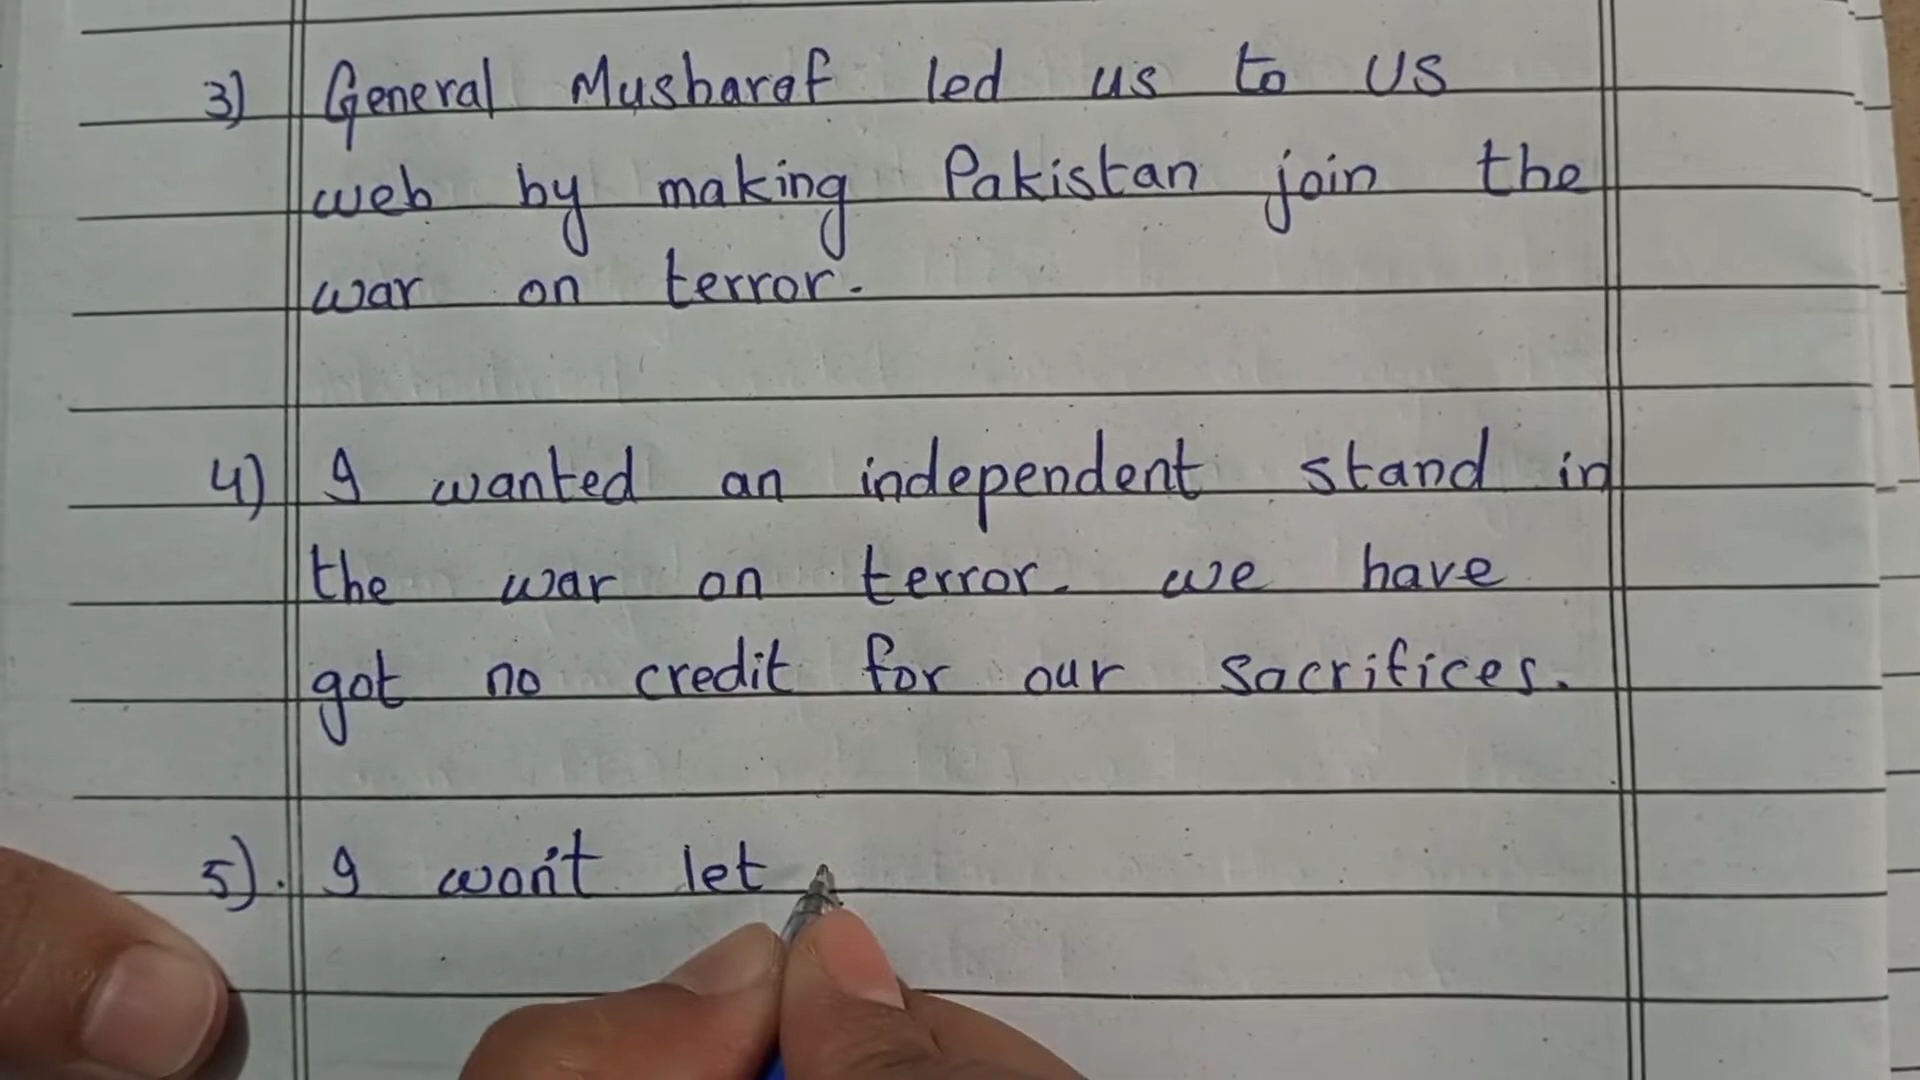 3) General Musharaf led us to US
web by making Pakistan join the
war on terror.
4) I wanted an independent stand in
the war on terror. we have
got no credit for our sacrifices.
5). I won't let